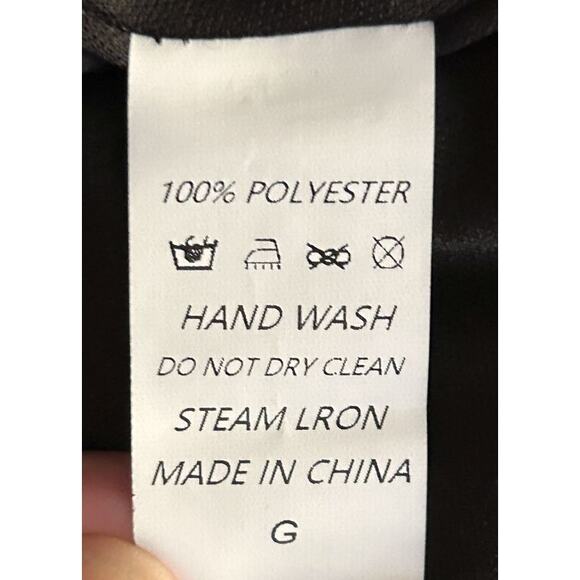 100% POLYESTER
HAND WASH
DO NOT DRY CLEAN
STEAM LRON
MADE IN CHINA
G